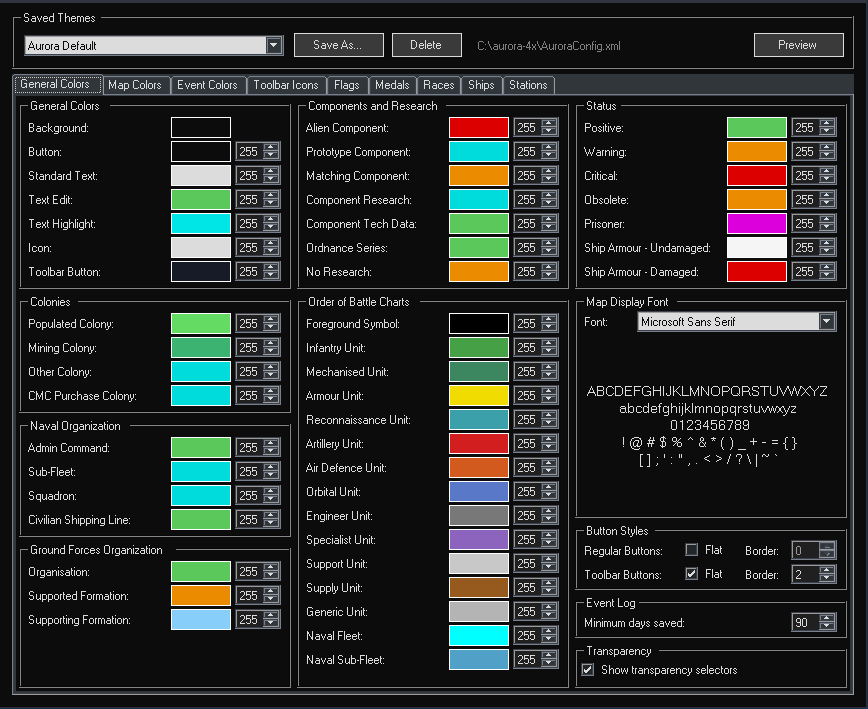 Saved Themes
Aurora Default
Save As...
Delete
C:\aurora-4x\AuroraConfig.xml
Preview
General Colors
Map Colors
Event Colors
Toolbar Icons
Flags
Medals
Races
Ships
Stations
General Colors
Background:
Button: 255
Standard Text: 255
Text Edit: 255
Text Highlight: 255
Icon: 255
Toolbar Button: 255
Colonies
Populated Colony: 255
Mining Colony: 255
Other Colony: 255
CMC Purchase Colony: 255
Naval Organization
Admin Command: 255
Sub-Fleet: 255
Squadron: 255
Civilian Shipping Line: 255
Ground Forces Organization
Organisation: 255
Supported Formation: 255
Supporting Formation: 255
Components and Research
Alien Component: 255
Prototype Component: 255
Matching Component: 255
Component Research: 255
Component Tech Data: 255
Ordnance Series: 255
No Research: 255
Order of Battle Charts
Foreground Symbol: 255
Infantry Unit: 255
Mechanised Unit: 255
Armour Unit: 255
Reconnaissance Unit: 255
Artillery Unit: 255
Air Defence Unit: 255
Orbital Unit: 255
Engineer Unit: 255
Specialist Unit: 255
Support Unit: 255
Supply Unit: 255
Generic Unit: 255
Naval Fleet: 255
Naval Sub-Fleet: 255
Status
Positive: 255
Warning: 255
Critical: 255
Obsolete: 255
Prisoner: 255
Ship Armour - Undamaged: 255
Ship Armour - Damaged: 255
Map Display Font
Font: Microsoft Sans Serif
ABCDEFGHIJKLMNOPQRSTUVWXYZ
abcdefghijklmnopqrstuvwxyz
0123456789
! @ # $ % ^ & * ( ) _ + - = { }
[ ] ; ' : " , . < > / ? \ | ~ `
Button Styles
Regular Buttons: Flat Border: 0
Toolbar Buttons: Flat Border: 2
Event Log
Minimum days saved: 90
Transparency
Show transparency selectors